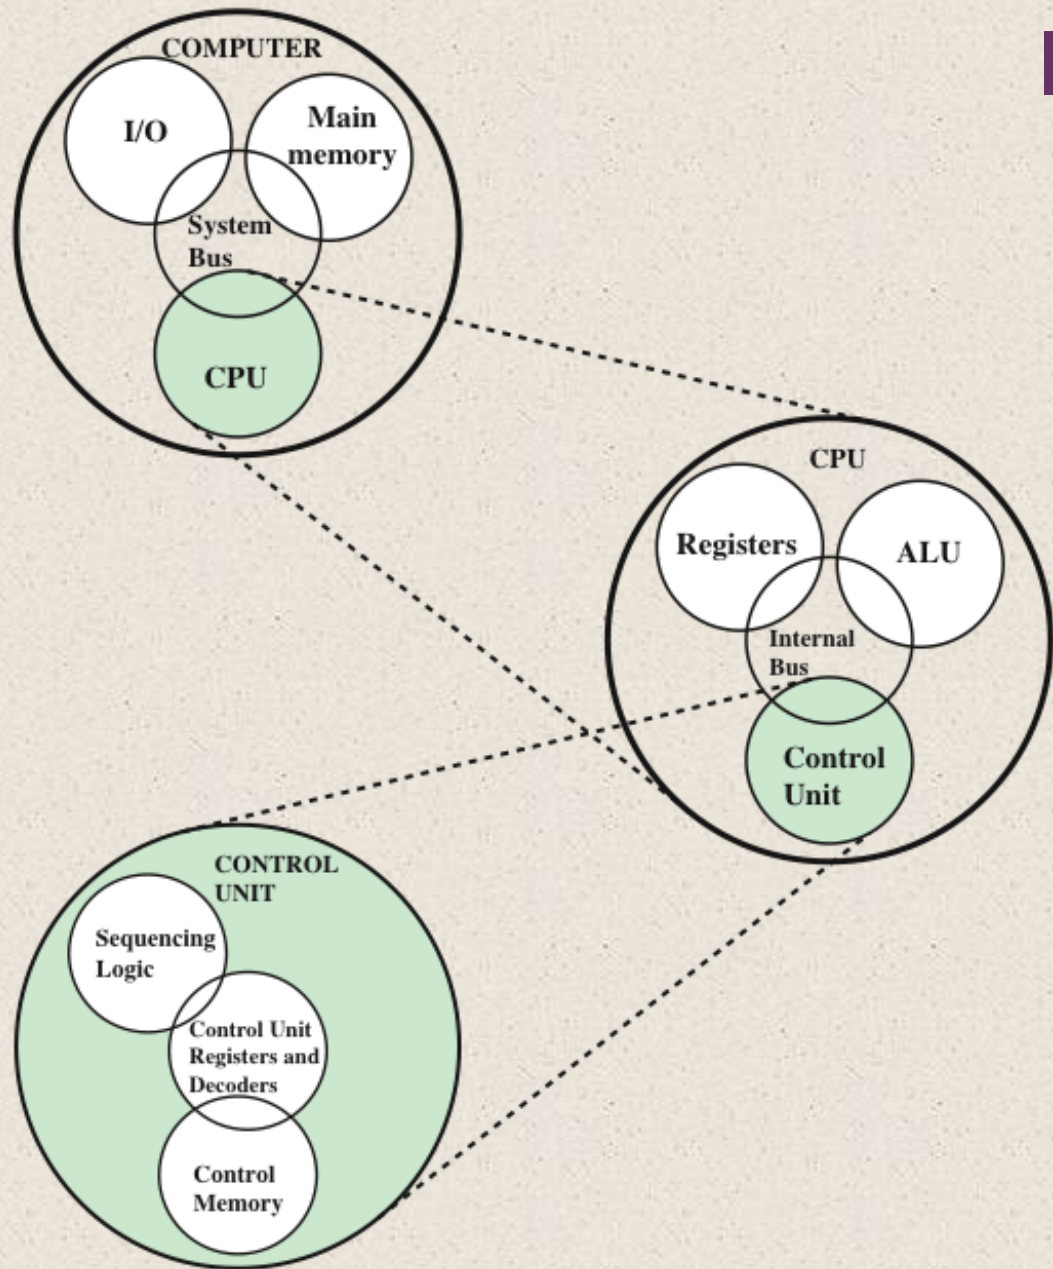 COMPUTER
I/O
Main
memory
System
Bus
CPU
CPU
Registers
ALU
Internal
Bus
Control
Unit
CONTROL
UNIT
Sequencing
Logic
Control Unit
Registers and
Decoders
Control
Memory